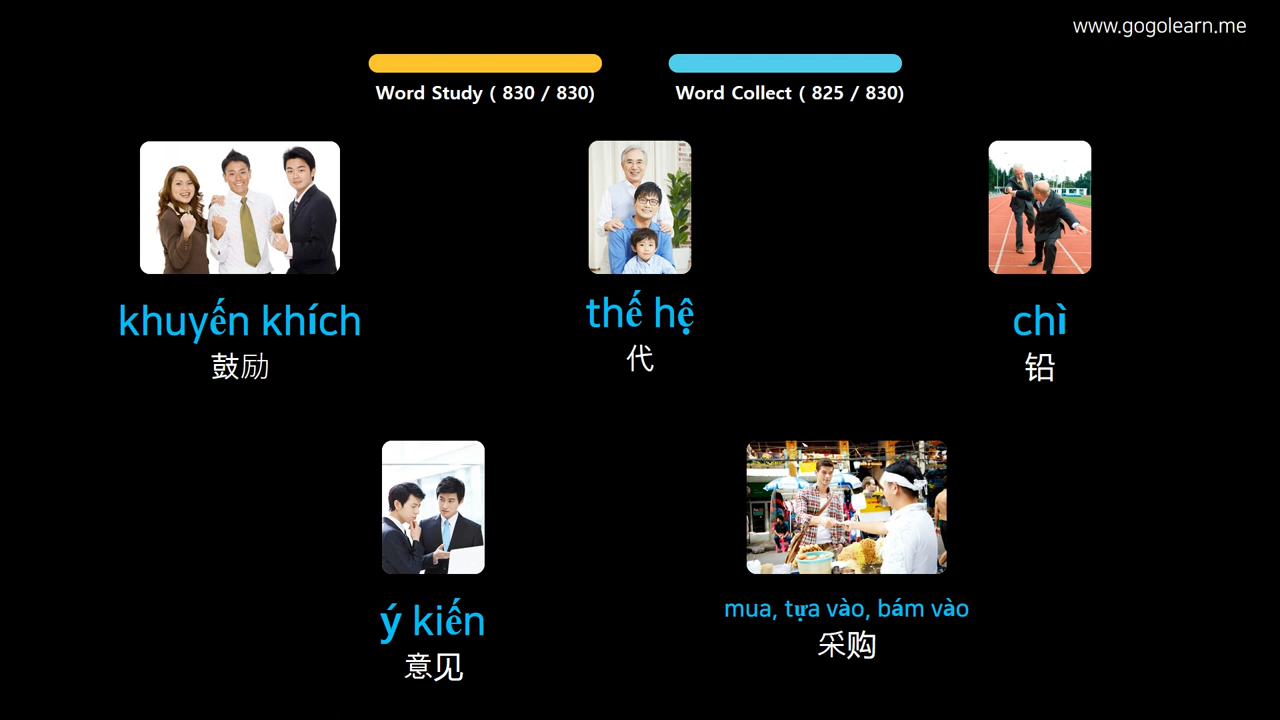 www.gogolearn.me
Word Study ( 830 / 830)
Word Collect ( 825 / 830)
khuyến khích
鼓励
thế hệ
代
chì
铅
ý kiến
意见
mua, tựa vào, bám vào
采购